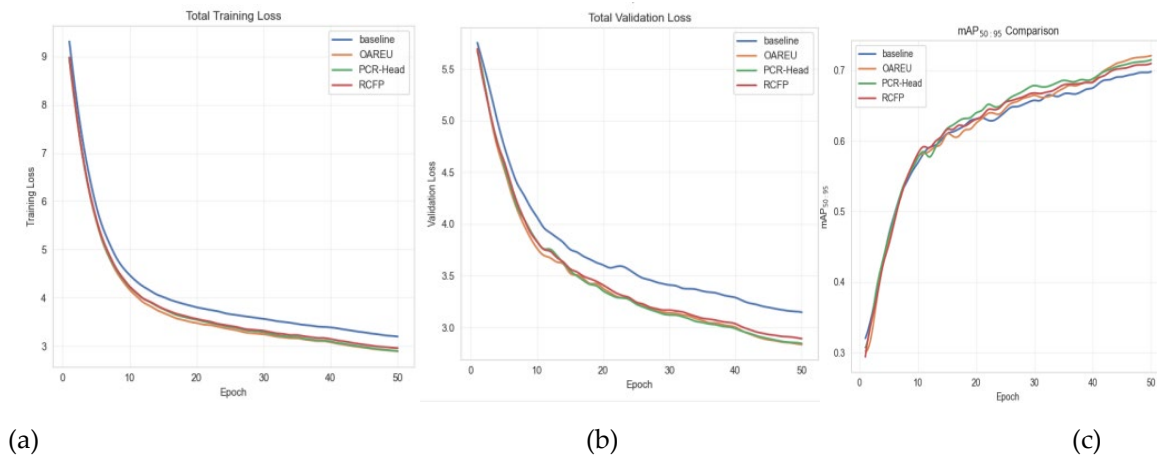 Total Training Loss
Training Loss
9
8
7
6
5
4
3
0 10 20 30 40 50
Epoch
baseline
OAREU
PCR-Head
RCFP
Total Validation Loss
Validation Loss
5.5
5.0
4.5
4.0
3.5
3.0
0 10 20 30 40 50
Epoch
baseline
OAREU
PCR-Head
RCFP
mAP50:95 Comparison
mAP50:95
0.7
0.6
0.5
0.4
0.3
0 10 20 30 40 50
Epoch
baseline
OAREU
PCR-Head
RCFP
(a) (b) (c)